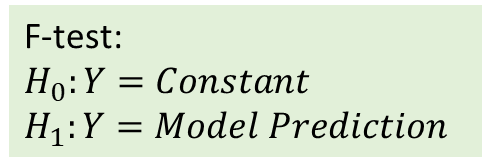 F-test:
H₀: Y = Constant
H₁: Y = Model Prediction